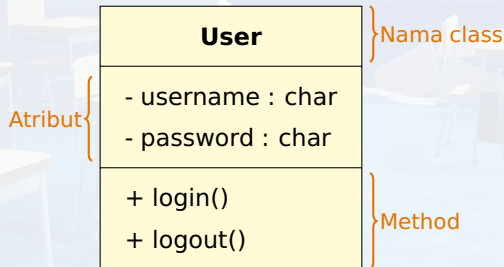 User
Nama class
Atribut
- username : char
- password : char
+ login()
+ logout()
Method